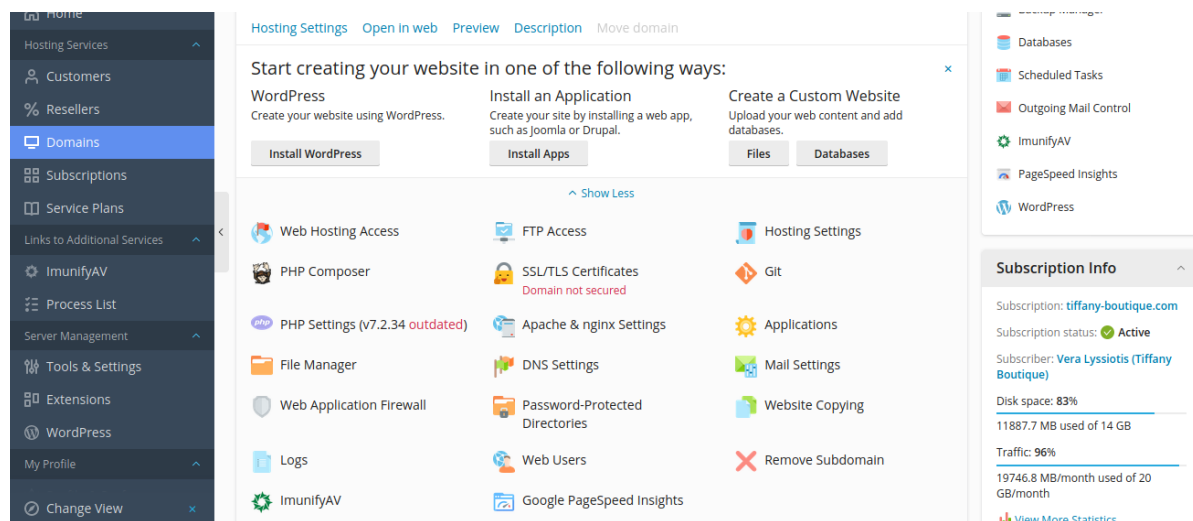 Home
Hosting Services
Customers
% Resellers
Domains
Subscriptions
Service Plans
Links to Additional Services
ImunifyAV
Process List
Server Management
Tools & Settings
Extensions
WordPress
My Profile
Change View
Hosting Settings Open in web Preview Description Move domain
Start creating your website in one of the following ways:
WordPress
Create your website using WordPress.
Install WordPress
Install an Application
Create your site by installing a web app,
such as Joomla or Drupal.
Install Apps
Create a Custom Website
Upload your web content and add
databases.
Files Databases
Show Less
Web Hosting Access FTP Access Hosting Settings
PHP Composer SSL/TLS Certificates Git
Domain not secured
php PHP Settings (v7.2.34 outdated) Apache & nginx Settings Applications
File Manager DNS Settings Mail Settings
Web Application Firewall Password-Protected Website Copying
Directories
Logs Web Users Remove Subdomain
ImunifyAV Google PageSpeed Insights
Backup Manager
Databases
Scheduled Tasks
Outgoing Mail Control
ImunifyAV
PageSpeed Insights
WordPress
Subscription Info
Subscription: tiffany-boutique.com
Subscription status: Active
Subscriber: Vera Lyssiotis (Tiffany
Boutique)
Disk space: 83%
11887.7 MB used of 14 GB
Traffic: 96%
19746.8 MB/month used of 20
GB/month
View More Statistics